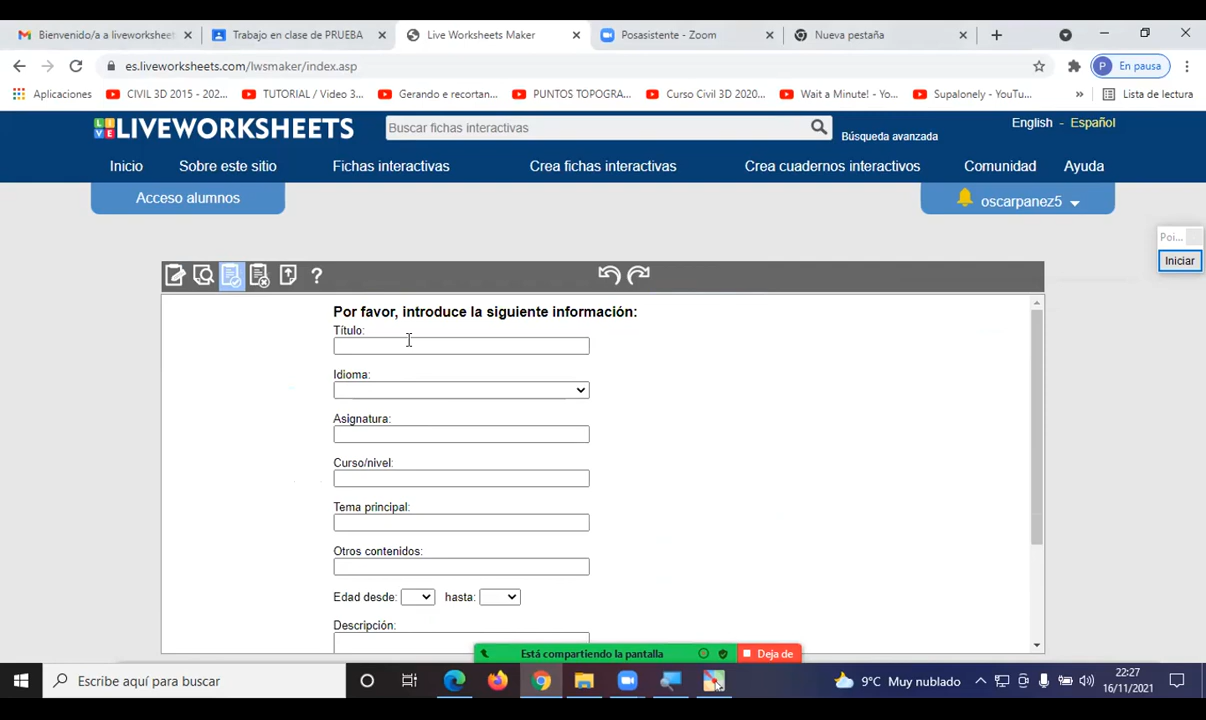 Bienvenido/a a liveworkshee
Trabajo en clase de PRUEBA
Live Worksheets Maker
Posasistente - Zoom
Nueva pestaña
es.liveworksheets.com/lwsmaker/index.asp
P En pausa
Aplicaciones
CIVIL 3D 2015 - 202...
TUTORIAL / Video 3...
Gerando e recortan...
PUNTOS TOPOGRA...
Curso Civil 3D 2020...
Wait a Minute! - Yo...
Supalonely - YouTu...
»
Lista de lectura
LIVE LIVEWORKSHEETS
Buscar fichas interactivas
Búsqueda avanzada
English - Español
Inicio
Sobre este sitio
Fichas interactivas
Crea fichas interactivas
Crea cuadernos interactivos
Comunidad
Ayuda
Acceso alumnos
oscarpanez5
Poi...
Iniciar
?
Por favor, introduce la siguiente información:
Título:
Idioma:
Asignatura:
Curso/nivel:
Tema principal:
Otros contenidos:
Edad desde:
hasta:
Descripción:
Está compartiendo la pantalla
Deja de
Escribe aquí para buscar
9°C Muy nublado
22:27
16/11/2021